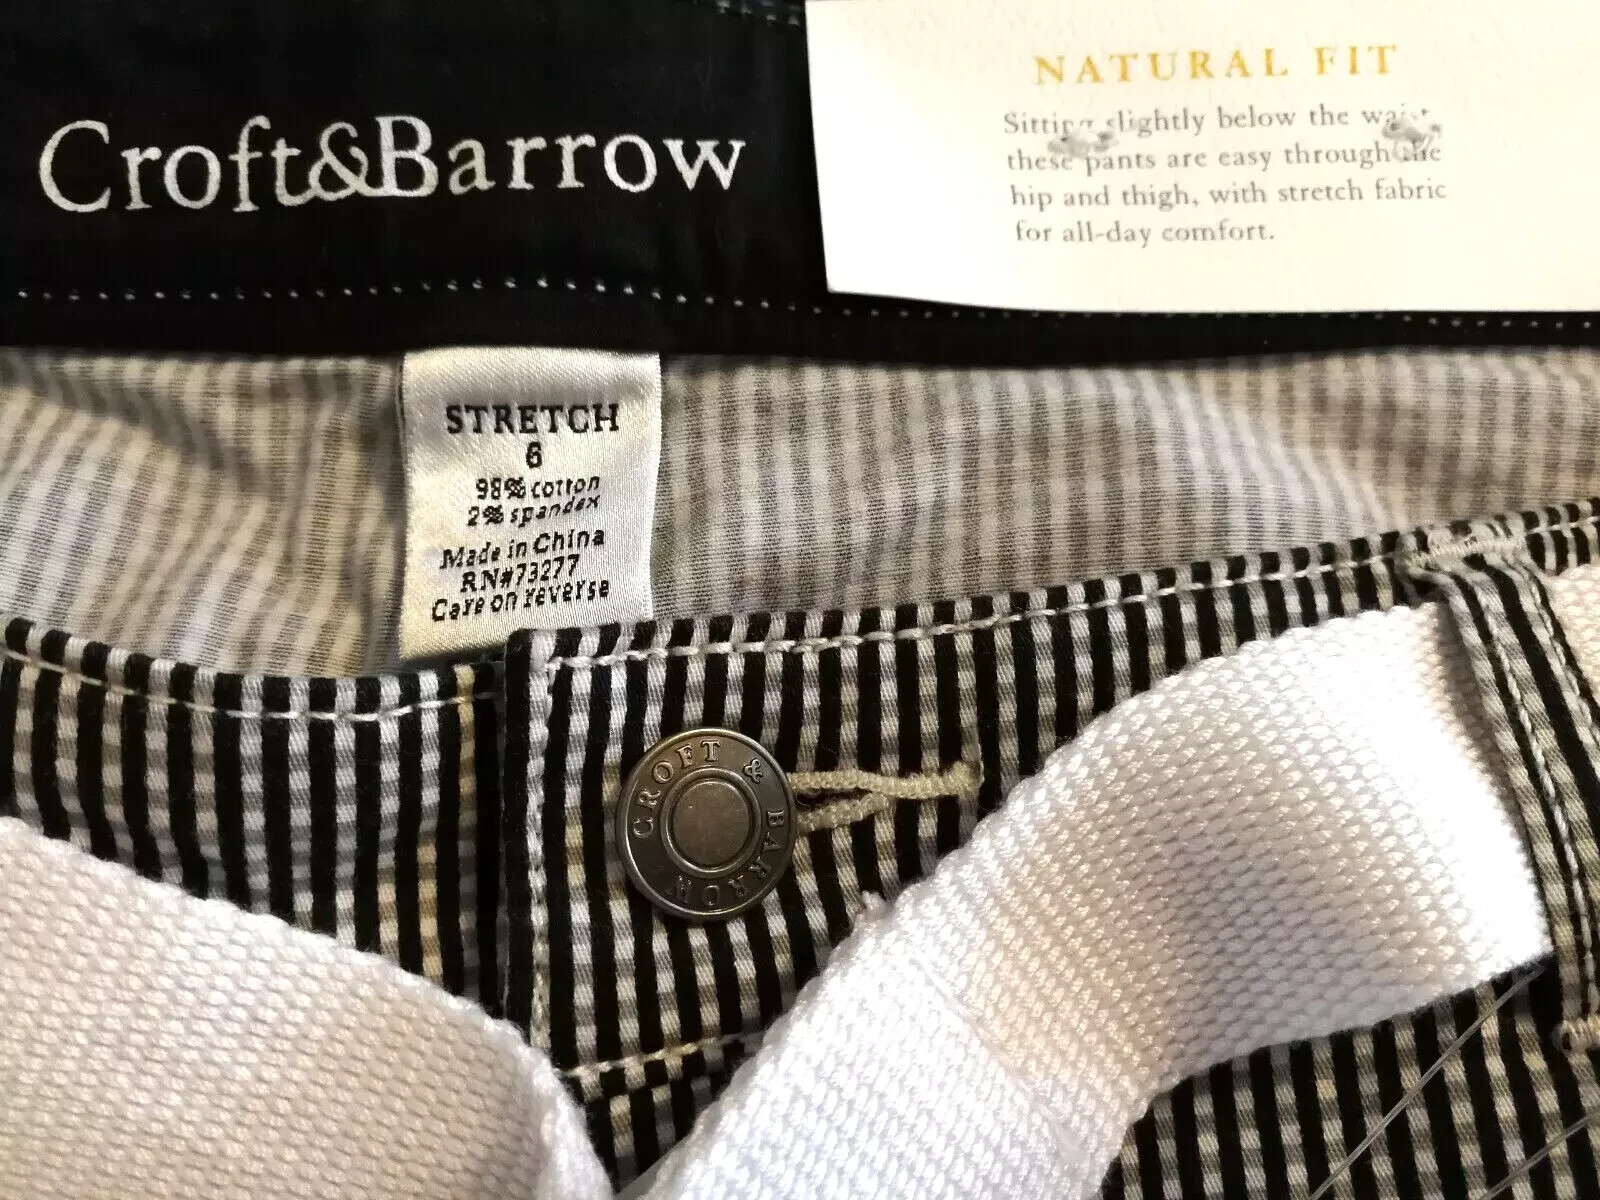 Croft&Barrow
NATURAL FIT
Sitting slightly below the waist
these pants are easy through the
hip and thigh, with stretch fabric
for all-day comfort.
STRETCH
6
98% cotton
2% spandex
Made in China
RN#73277
Care on reverse
CROFT & BARROW